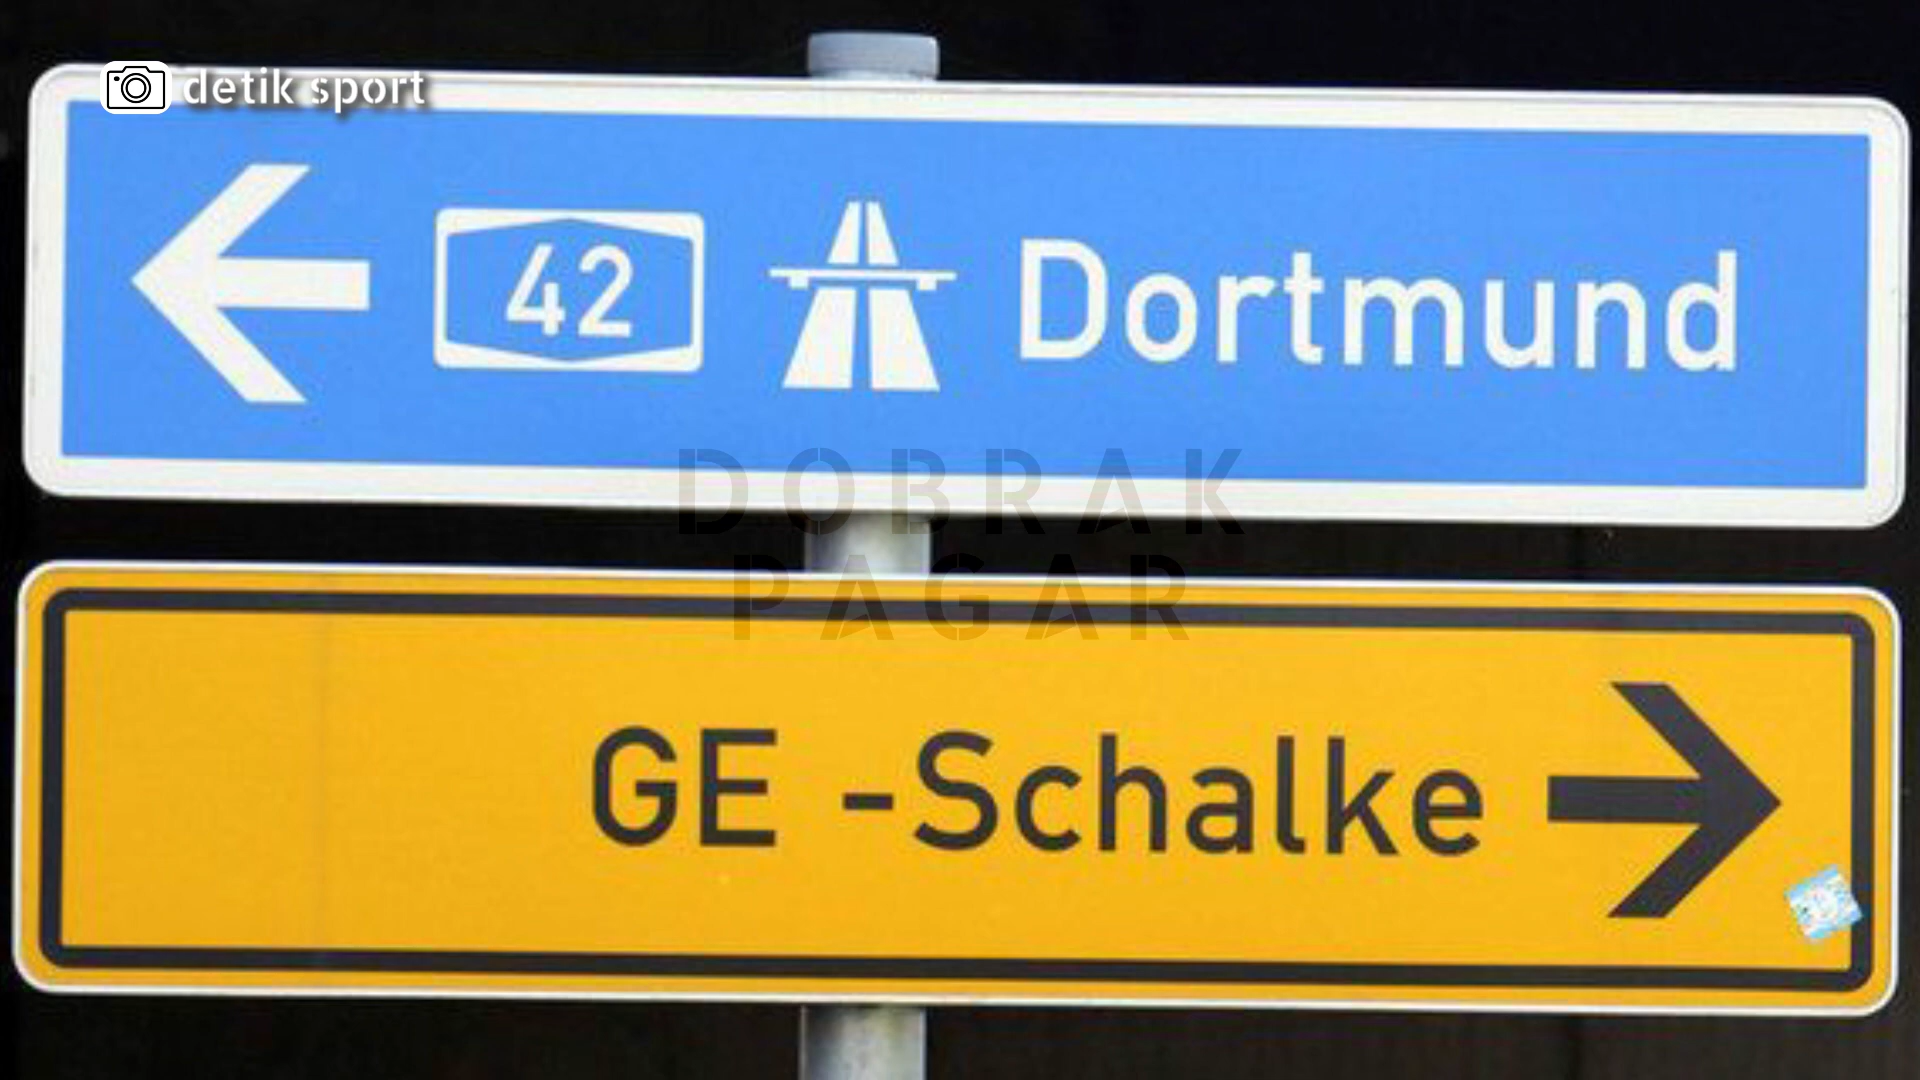 detik sport
42 Dortmund
DOBRAK
PAGAR
GE -Schalke